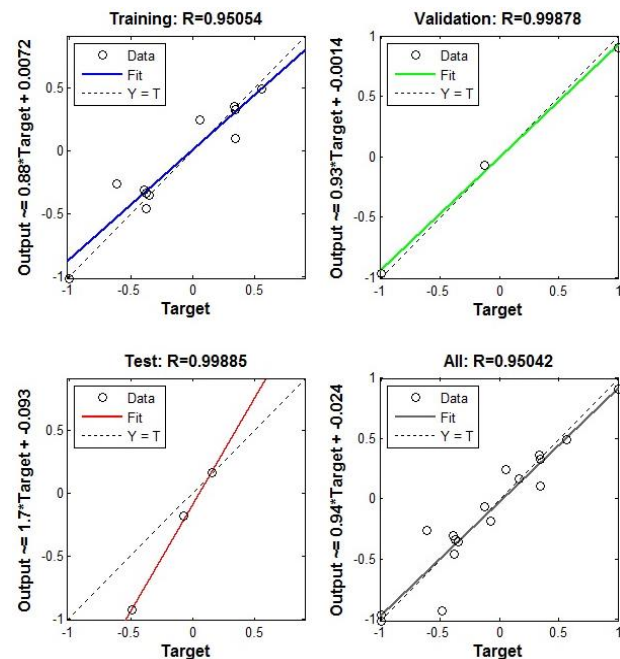 Training: R=0.95054
Output ~= 0.88*Target + 0.0072
Data
Fit
Y = T
0.5
0
-0.5
-1
-1
-0.5
0
0.5
Target
Validation: R=0.99878
Output ~= 0.93*Target + -0.0014
Data
Fit
Y = T
1
0.5
0
-0.5
-1
-1
-0.5
0
0.5
1
Target
Test: R=0.99885
Output ~= 1.7*Target + -0.093
Data
Fit
Y = T
0.5
0
-0.5
-1
-1
-0.5
0
0.5
Target
All: R=0.95042
Output ~= 0.94*Target + -0.024
Data
Fit
Y = T
1
0.5
0
-0.5
-1
-1
-0.5
0
0.5
1
Target